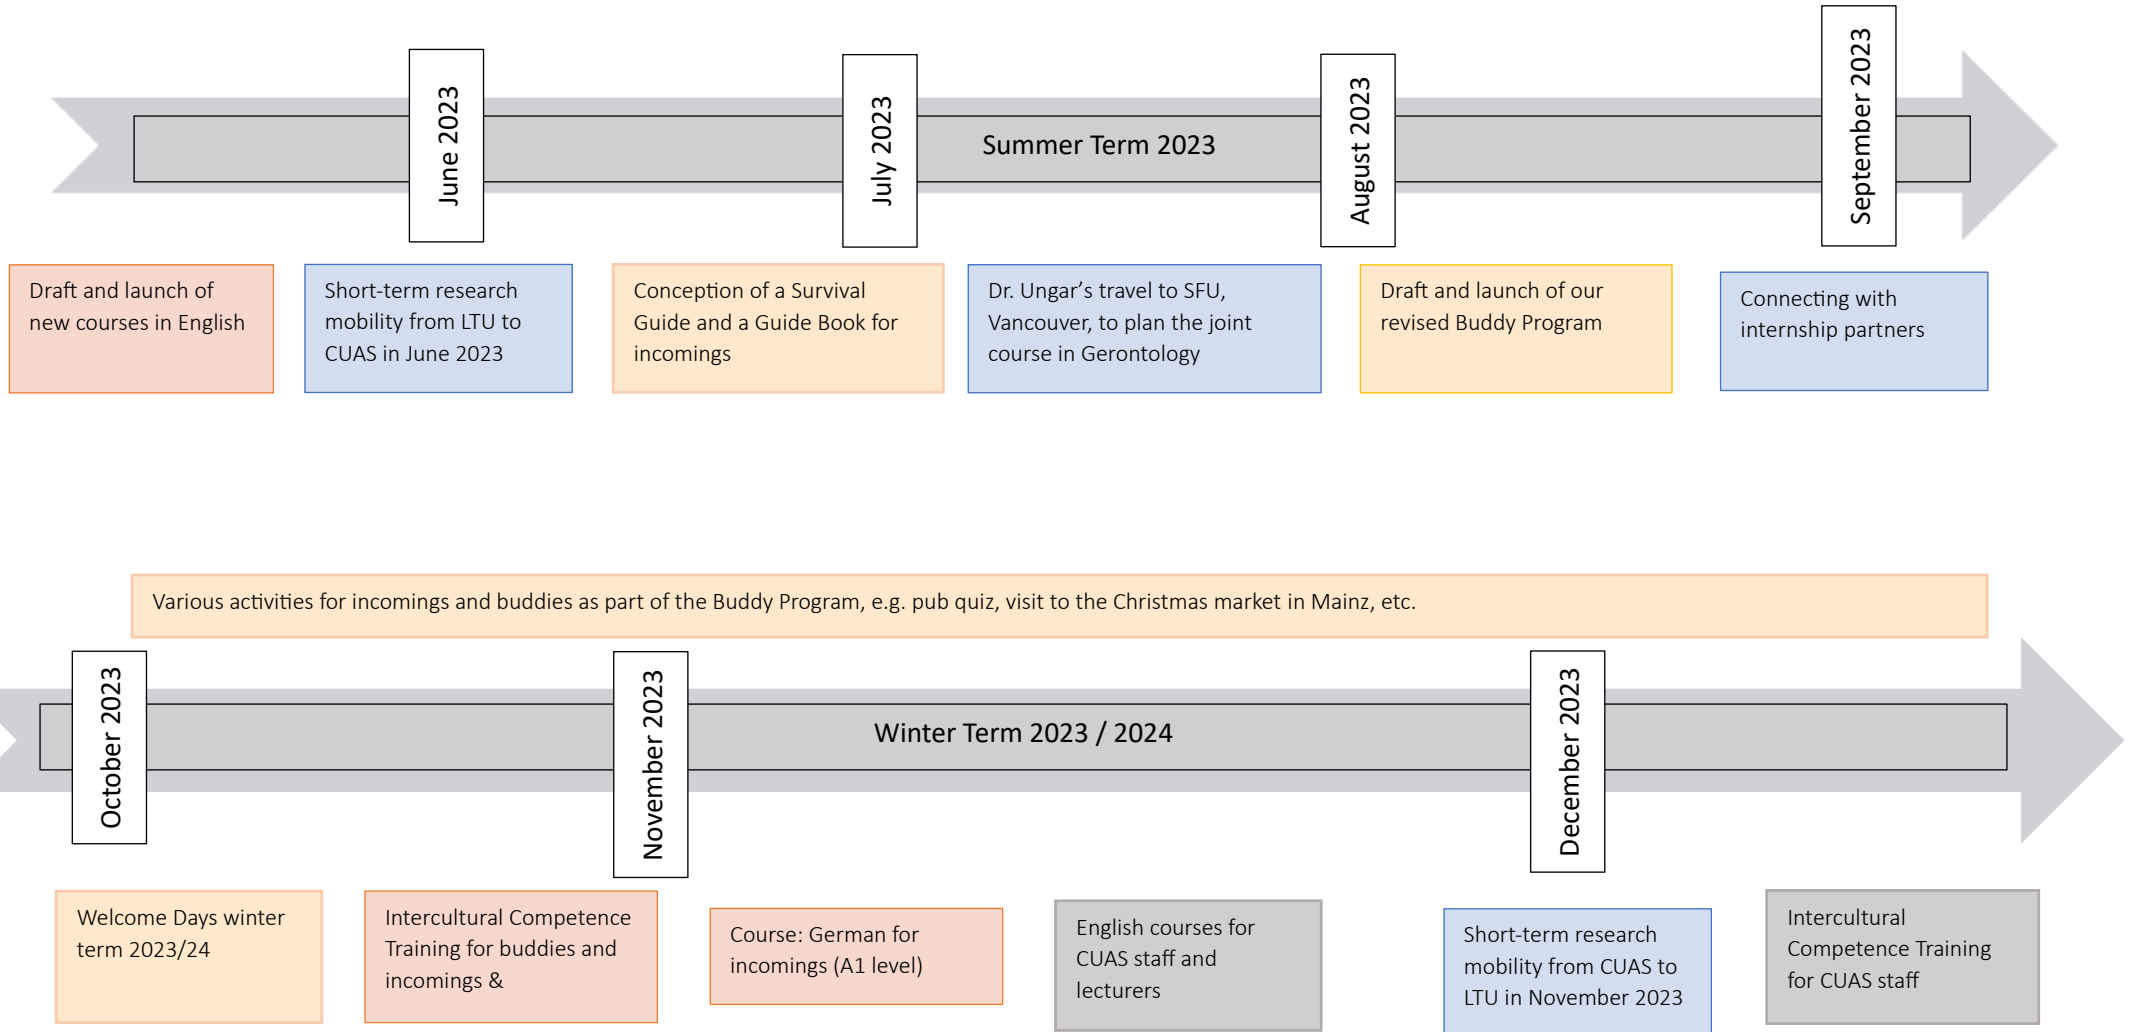 June 2023
July 2023
Summer Term 2023
August 2023
September 2023
Draft and launch of
new courses in English
Short-term research
mobility from LTU to
CUAS in June 2023
Conception of a Survival
Guide and a Guide Book for
incomings
Dr. Ungar’s travel to SFU,
Vancouver, to plan the joint
course in Gerontology
Draft and launch of our
revised Buddy Program
Connecting with
internship partners
Various activities for incomings and buddies as part of the Buddy Program, e.g. pub quiz, visit to the Christmas market in Mainz, etc.
October 2023
November 2023
Winter Term 2023 / 2024
December 2023
Welcome Days winter
term 2023/24
Intercultural Competence
Training for buddies and
incomings &
Course: German for
incomings (A1 level)
English courses for
CUAS staff and
lecturers
Short-term research
mobility from CUAS to
LTU in November 2023
Intercultural
Competence Training
for CUAS staff